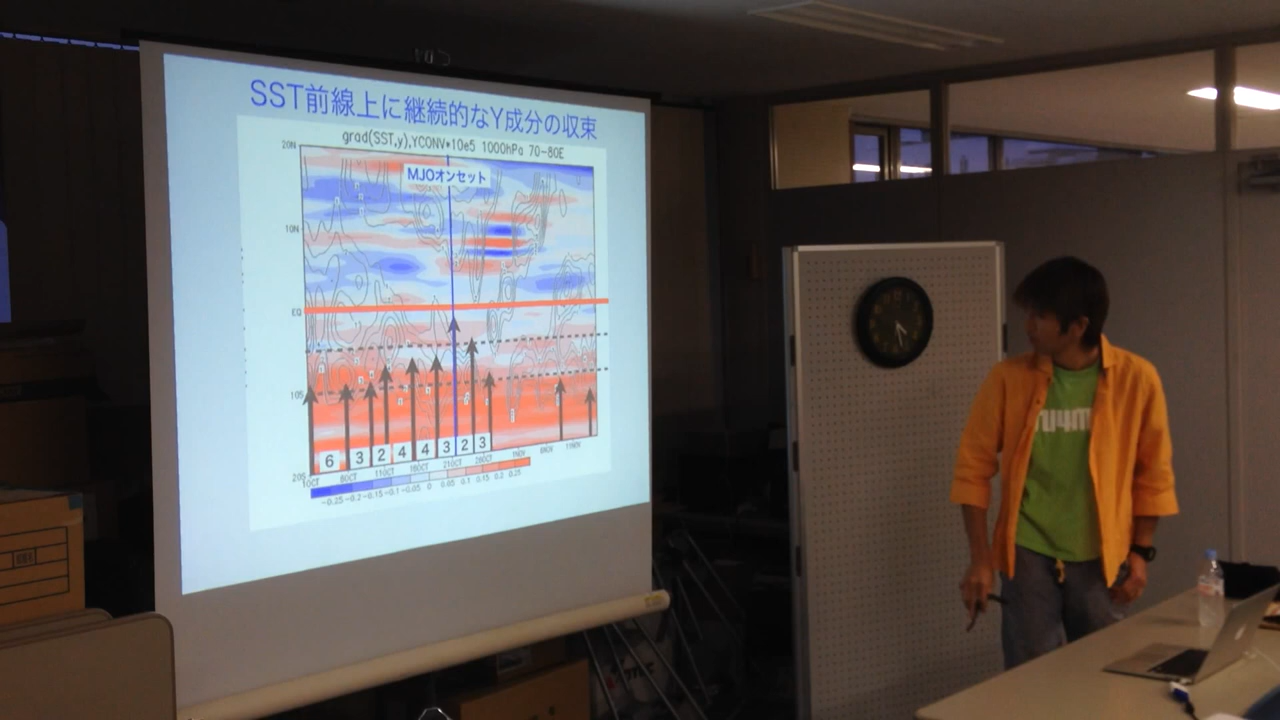 SST前線上に継続的なY成分の収束
grad(SST,y),YCONV*10e5 1000hPa 70-80E
MJOオンセット
20N
10N
EQ
10S
20S
6 3 2 4 4 3 2 3
1OCT 6OCT 11OCT 16OCT 21OCT 26OCT 1NOV 6NOV 11NOV
-0.25 -0.2 -0.15 -0.1 -0.05 0 0.05 0.1 0.15 0.2 0.25